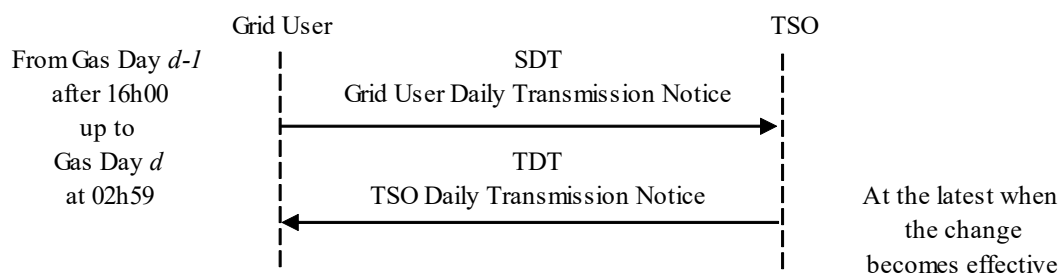 Grid User
TSO
From Gas Day d-1
after 16h00
up to
Gas Day d
at 02h59
SDT
Grid User Daily Transmission Notice
TDT
TSO Daily Transmission Notice
At the latest when
the change
becomes effective